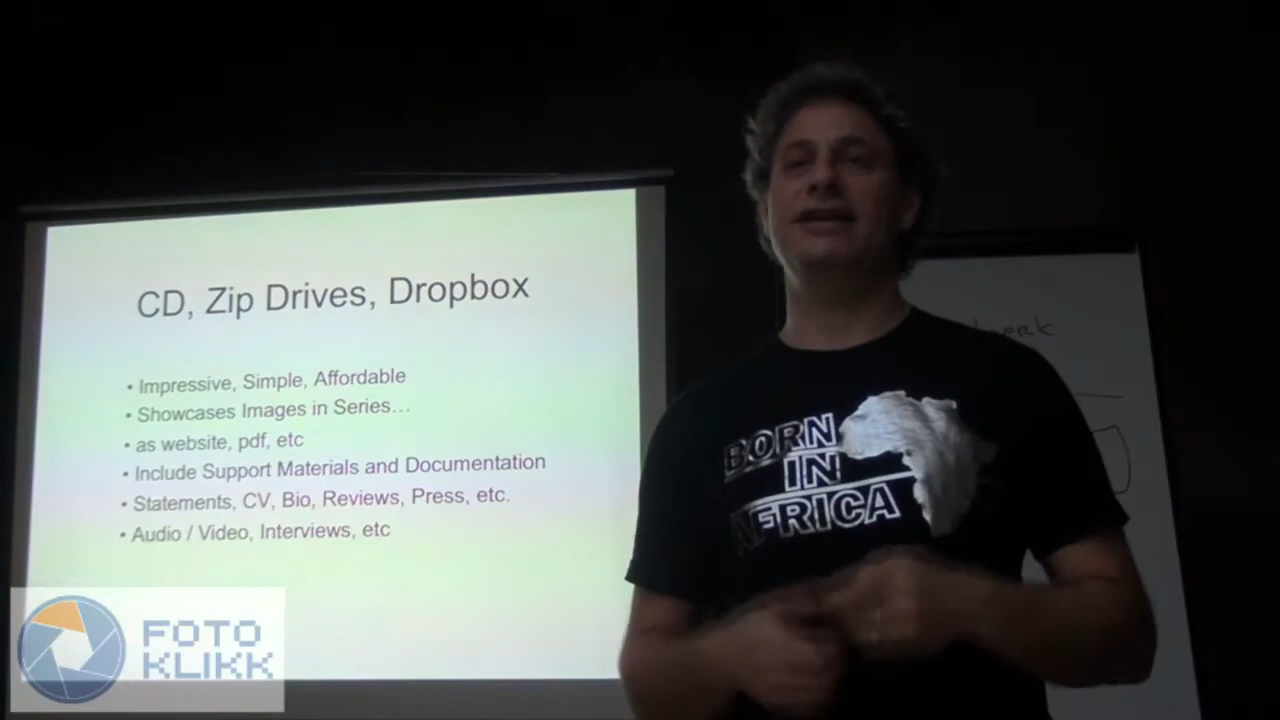 CD, Zip Drives, Dropbox
• Impressive, Simple, Affordable
• Showcases Images in Series…
• as website, pdf, etc
• Include Support Materials and Documentation
• Statements, CV, Bio, Reviews, Press, etc.
• Audio / Video, Interviews, etc
BORN
IN
AFRICA
FOTO
KLIKK